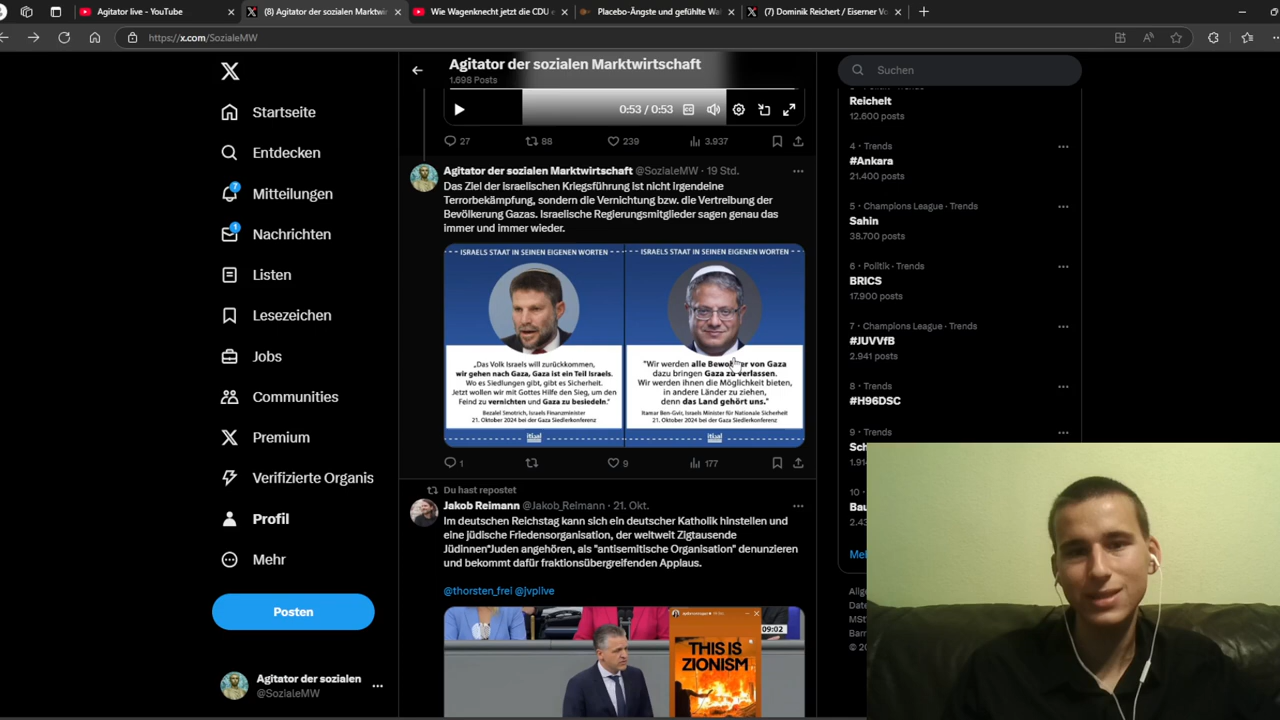 Agitator live - YouTube
(8) Agitator der sozialen Marktwir
Wie Wagenknecht jetzt die CDU e
Placebo-Ängste und gefühlte Wa
(7) Dominik Reichert / Eiserner Vo
https://x.com/SozialeMW
Startseite
Entdecken
7
Mitteilungen
1
Nachrichten
Listen
Lesezeichen
Jobs
Communities
Premium
Verifizierte Organis
Profil
Mehr
Posten
Agitator der sozialen
@SozialeMW
Agitator der sozialen Marktwirtschaft
1.698 Posts
0:53 / 0:53
27 88 239 3.937
Agitator der sozialen Marktwirtschaft @SozialeMW · 19 Std.
Das Ziel der israelischen Kriegsführung ist nicht irgendeine
Terrorbekämpfung, sondern die Vernichtung bzw. die Vertreibung der
Bevölkerung Gazas. Israelische Regierungsmitglieder sagen genau das
immer und immer wieder.
ISRAELS STAAT IN SEINEN EIGENEN WORTEN
„Das Volk Israels will zurückkommen,
wir gehen nach Gaza, Gaza ist ein Teil Israels.
Wo es Siedlungen gibt, gibt es Sicherheit.
Jetzt wollen wir mit Gottes Hilfe den Sieg, um den
Feind zu vernichten und Gaza zu besiedeln."
Bezalel Smotrich, Israels Finanzminister
21. Oktober 2024 bei der Gaza Siedlerkonferenz
ISRAELS STAAT IN SEINEN EIGENEN WORTEN
"Wir werden alle Bewohner von Gaza
dazu bringen Gaza zu verlassen.
Wir werden ihnen die Möglichkeit bieten,
in andere Länder zu ziehen,
denn das Land gehört uns."
Itamar Ben-Gvir, Israels Minister für Nationale Sicherheit
21. Oktober 2024 bei der Gaza Siedlerkonferenz
1 9 177
Du hast repostet
Jakob Reimann @Jakob_Reimann · 21. Okt.
Im deutschen Reichstag kann sich ein deutscher Katholik hinstellen und
eine jüdische Friedensorganisation, der weltweit Zigtausende
Jüdinnen*Juden angehören, als "antisemitische Organisation" denunzieren
und bekommt dafür fraktionsübergreifenden Applaus.
@thorsten_frei @jvplive
09:02
THIS IS
ZIONISM
Suchen
Reichelt
12.600 posts
4 · Trends
#Ankara
21.400 posts
5 · Champions League · Trends
Sahin
38.700 posts
6 · Politik · Trends
BRICS
17.900 posts
7 · Champions League · Trends
#JUVVfB
2.941 posts
8 · Trends
#H96DSC
9 · Trends